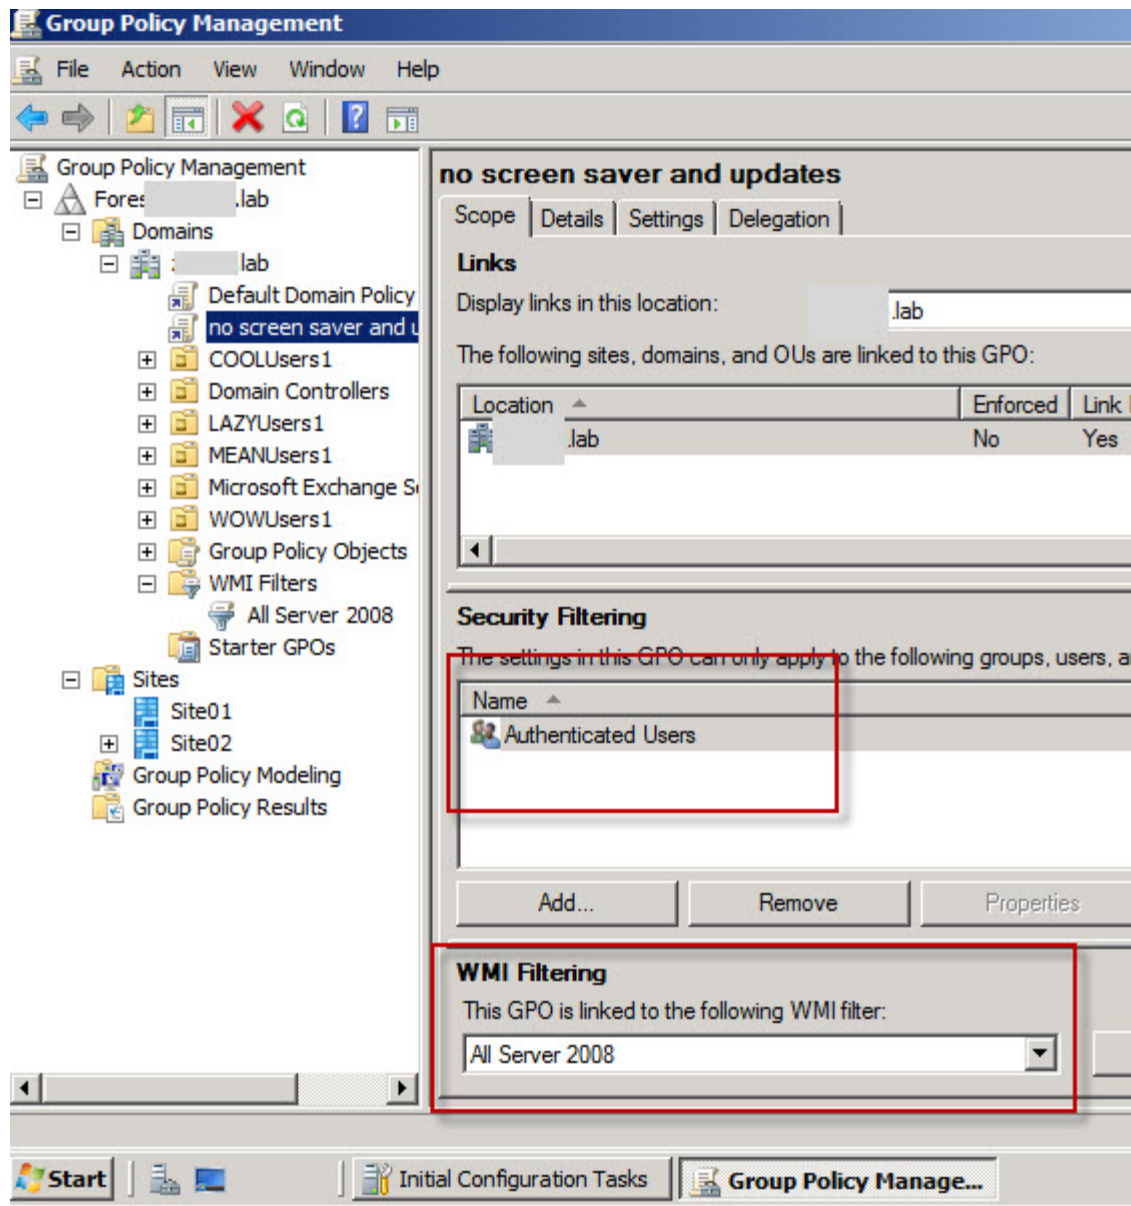 Group Policy Management
File Action View Window Help
Group Policy Management
Fores .lab
Domains
lab
Default Domain Policy
no screen saver and u
COOLUsers1
Domain Controllers
LAZYUsers1
MEANUsers1
Microsoft Exchange Se
WOWUsers1
Group Policy Objects
WMI Filters
All Server 2008
Starter GPOs
Sites
Site01
Site02
Group Policy Modeling
Group Policy Results
no screen saver and updates
Scope Details Settings Delegation
Links
Display links in this location: .lab
The following sites, domains, and OUs are linked to this GPO:
Location Enforced Link
.lab No Yes
Security Filtering
The settings in this GPO can only apply to the following groups, users, a
Name
Authenticated Users
Add... Remove Properties
WMI Filtering
This GPO is linked to the following WMI filter:
All Server 2008
Start Initial Configuration Tasks Group Policy Manage...